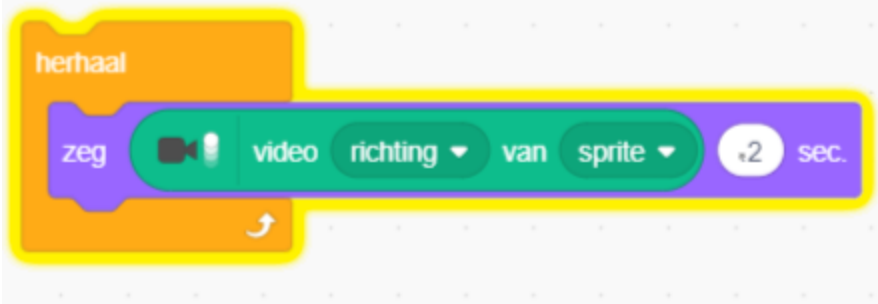 herhaal
zeg video richting van sprite .2 sec.